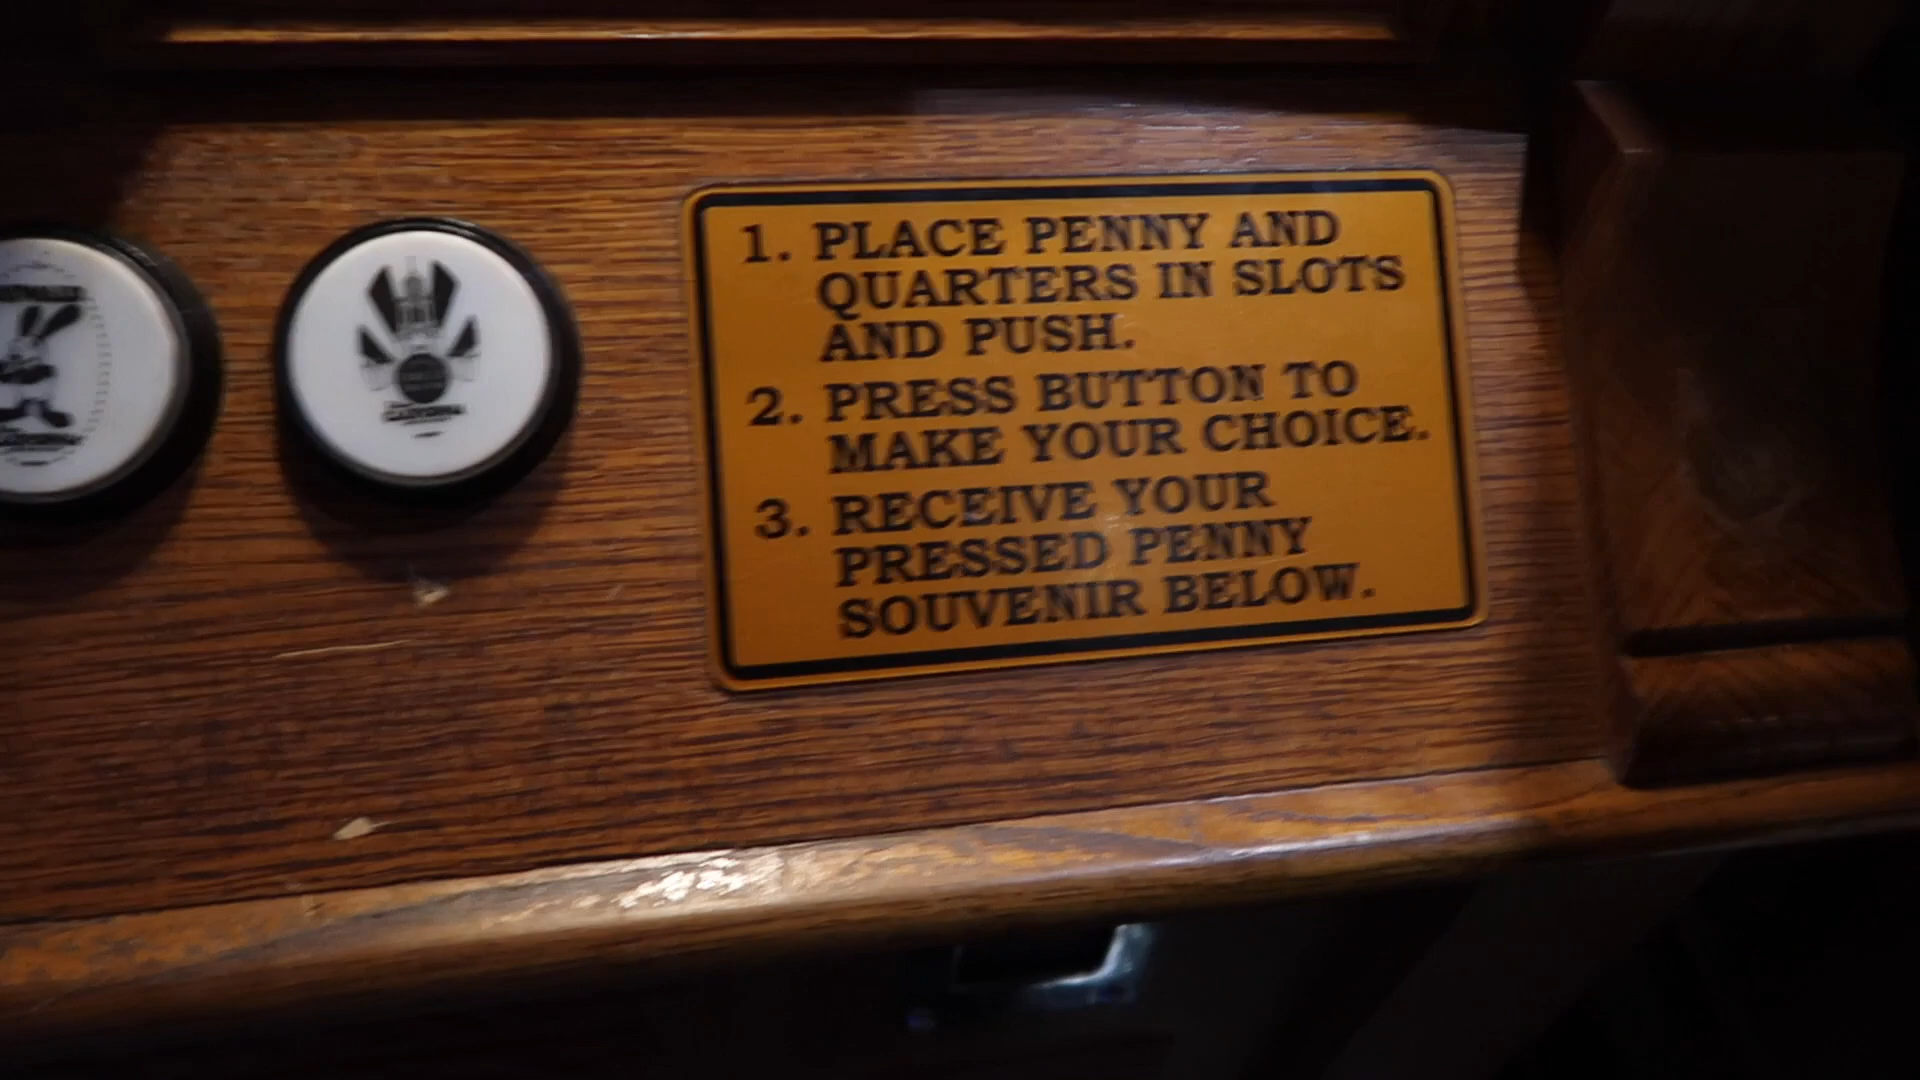 1. PLACE PENNY AND
QUARTERS IN SLOTS
AND PUSH.
2. PRESS BUTTON TO
MAKE YOUR CHOICE.
3. RECEIVE YOUR
PRESSED PENNY
SOUVENIR BELOW.